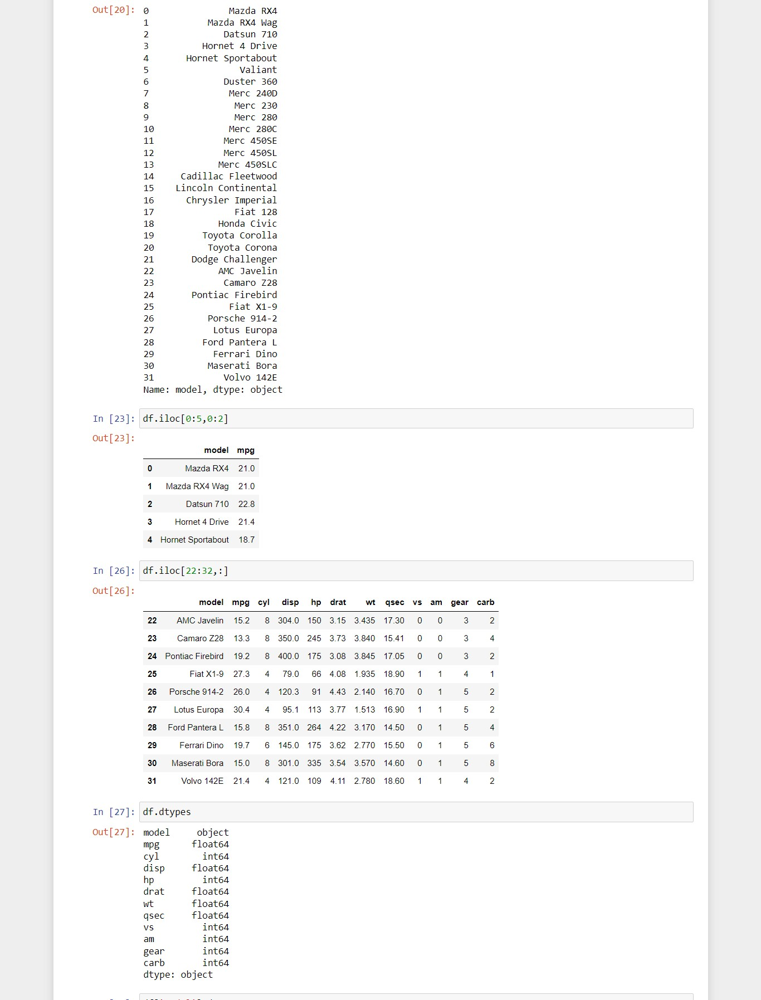 Out[20]: 0 Mazda RX4
1 Mazda RX4 Wag
2 Datsun 710
3 Hornet 4 Drive
4 Hornet Sportabout
5 Valiant
6 Duster 360
7 Merc 240D
8 Merc 230
9 Merc 280
10 Merc 280C
11 Merc 450SE
12 Merc 450SL
13 Merc 450SLC
14 Cadillac Fleetwood
15 Lincoln Continental
16 Chrysler Imperial
17 Fiat 128
18 Honda Civic
19 Toyota Corolla
20 Toyota Corona
21 Dodge Challenger
22 AMC Javelin
23 Camaro Z28
24 Pontiac Firebird
25 Fiat X1-9
26 Porsche 914-2
27 Lotus Europa
28 Ford Pantera L
29 Ferrari Dino
30 Maserati Bora
31 Volvo 142E
Name: model, dtype: object
In [23]: df.iloc[0:5,0:2]
Out[23]:
model mpg
0 Mazda RX4 21.0
1 Mazda RX4 Wag 21.0
2 Datsun 710 22.8
3 Hornet 4 Drive 21.4
4 Hornet Sportabout 18.7
In [26]: df.iloc[22:32,:]
Out[26]:
model mpg cyl disp hp drat wt qsec vs am gear carb
22 AMC Javelin 15.2 8 304.0 150 3.15 3.435 17.30 0 0 3 2
23 Camaro Z28 13.3 8 350.0 245 3.73 3.840 15.41 0 0 3 4
24 Pontiac Firebird 19.2 8 400.0 175 3.08 3.845 17.05 0 0 3 2
25 Fiat X1-9 27.3 4 79.0 66 4.08 1.935 18.90 1 1 4 1
26 Porsche 914-2 26.0 4 120.3 91 4.43 2.140 16.70 0 1 5 2
27 Lotus Europa 30.4 4 95.1 113 3.77 1.513 16.90 1 1 5 2
28 Ford Pantera L 15.8 8 351.0 264 4.22 3.170 14.50 0 1 5 4
29 Ferrari Dino 19.7 6 145.0 175 3.62 2.770 15.50 0 1 5 6
30 Maserati Bora 15.0 8 301.0 335 3.54 3.570 14.60 0 1 5 8
31 Volvo 142E 21.4 4 121.0 109 4.11 2.780 18.60 1 1 4 2
In [27]: df.dtypes
Out[27]: model object
mpg float64
cyl int64
disp float64
hp int64
drat float64
wt float64
qsec float64
vs int64
am int64
gear int64
carb int64
dtype: object